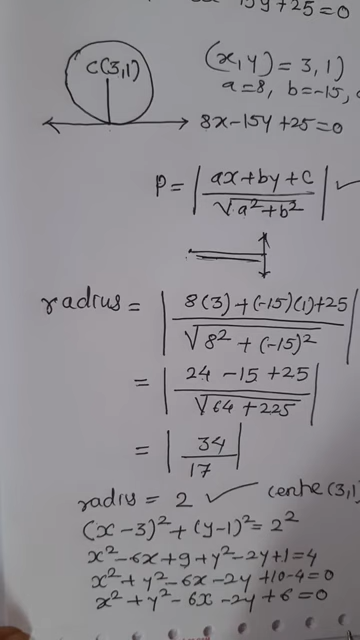 15y+25=0
C(3,1)
(x,y) = 3, 1)
a=8, b=-15,
8x-15y+25=0
P = | ax+by+c / √a²+b² |
radius = | 8(3)+(-15)(1)+25 / √8²+(-15)² |
= | 24-15+25 / √64+225 |
= | 34 / 17 |
radius = 2 centre (3,1)
(x-3)²+(y-1)²=2²
x²-6x+9+y²-2y+1=4
x²+y²-6x-2y+10-4=0
x²+y²-6x-2y+6=0